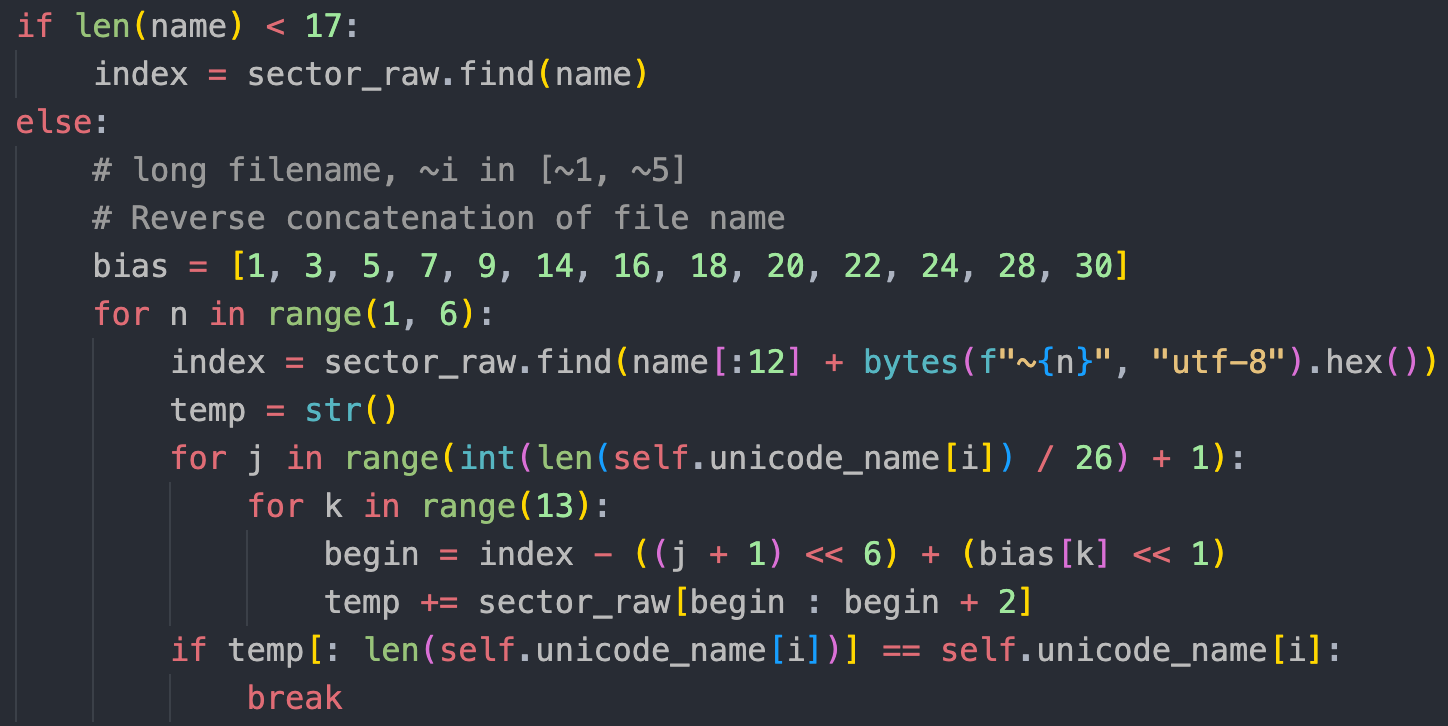 if len(name) < 17:
    index = sector_raw.find(name)
else:
    # long filename, ~i in [~1, ~5]
    # Reverse concatenation of file name
    bias = [1, 3, 5, 7, 9, 14, 16, 18, 20, 22, 24, 28, 30]
    for n in range(1, 6):
        index = sector_raw.find(name[:12] + bytes(f"~{n}", "utf-8").hex())
        temp = str()
        for j in range(int(len(self.unicode_name[i]) / 26) + 1):
            for k in range(13):
                begin = index - ((j + 1) << 6) + (bias[k] << 1)
                temp += sector_raw[begin : begin + 2]
        if temp[: len(self.unicode_name[i])] == self.unicode_name[i]:
            break